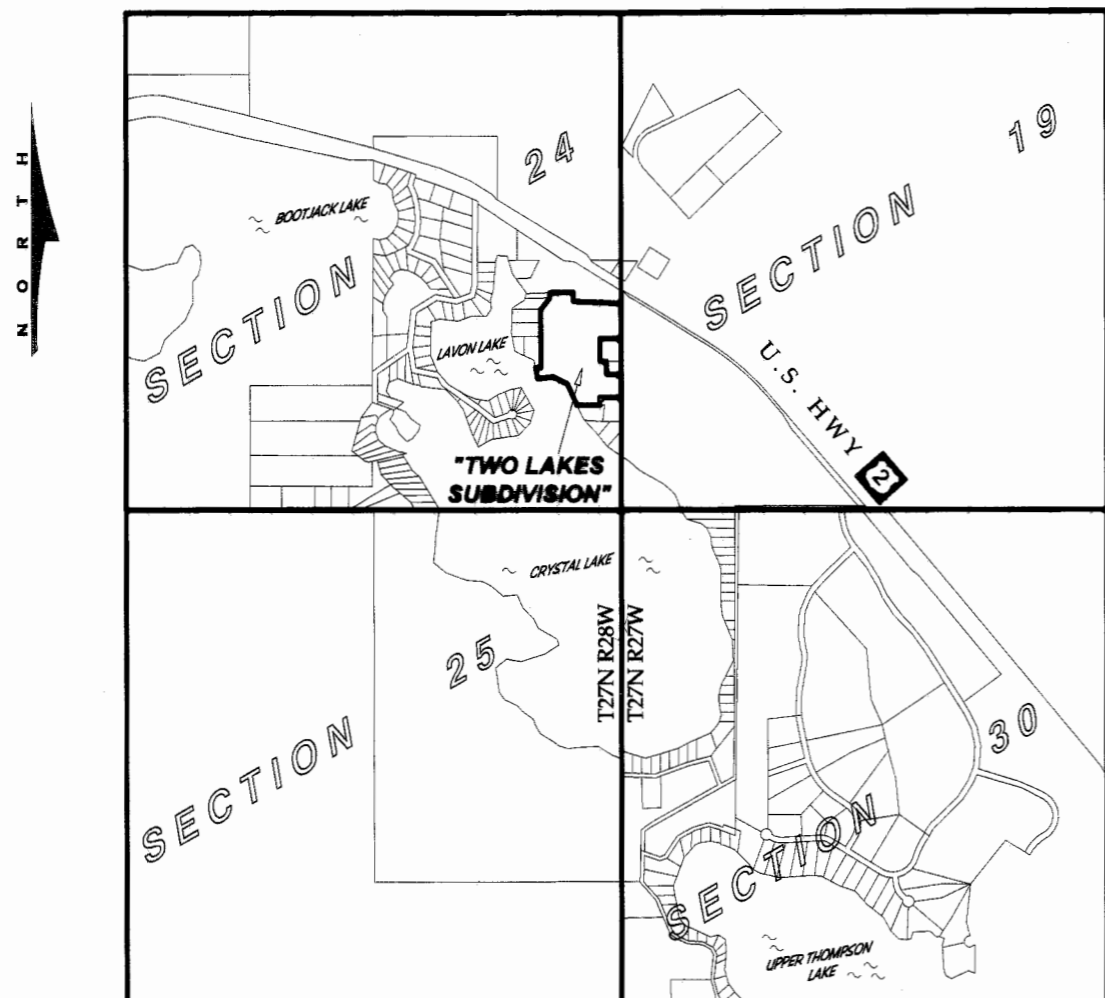 NORTH
SECTION 24
BOOTJACK LAKE
LAVON LAKE
"TWO LAKES
SUBDIVISION"
SECTION 19
U.S. HWY 2
SECTION 25
CRYSTAL LAKE
T27N R28W
T27N R27W
SECTION 30
UPPER THOMPSON
LAKE